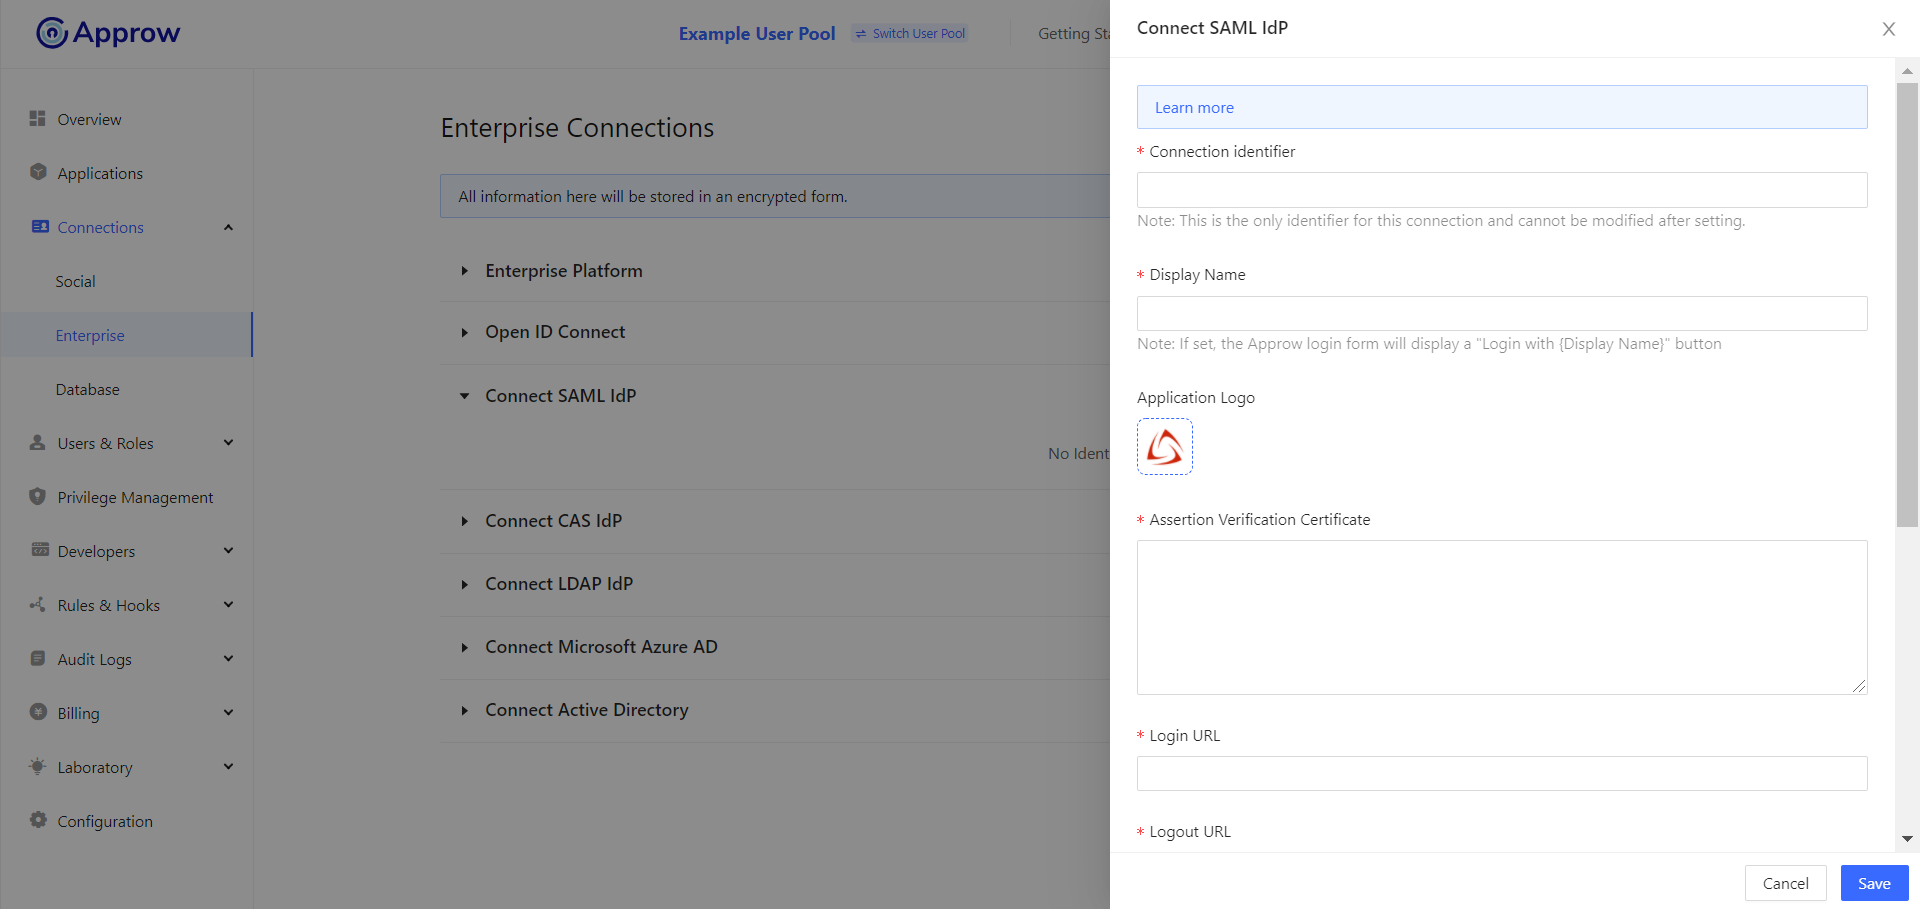 Approw
Example User Pool
Switch User Pool
Getting Sta
Overview
Applications
Connections
Social
Enterprise
Database
Users & Roles
Privilege Management
Developers
Rules & Hooks
Audit Logs
Billing
Laboratory
Configuration
Enterprise Connections
All information here will be stored in an encrypted form.
Enterprise Platform
Open ID Connect
Connect SAML IdP
No Ident
Connect CAS IdP
Connect LDAP IdP
Connect Microsoft Azure AD
Connect Active Directory
Connect SAML IdP
Learn more
* Connection identifier
Note: This is the only identifier for this connection and cannot be modified after setting.
* Display Name
Note: If set, the Approw login form will display a "Login with {Display Name}" button
Application Logo
* Assertion Verification Certificate
* Login URL
* Logout URL
Cancel
Save